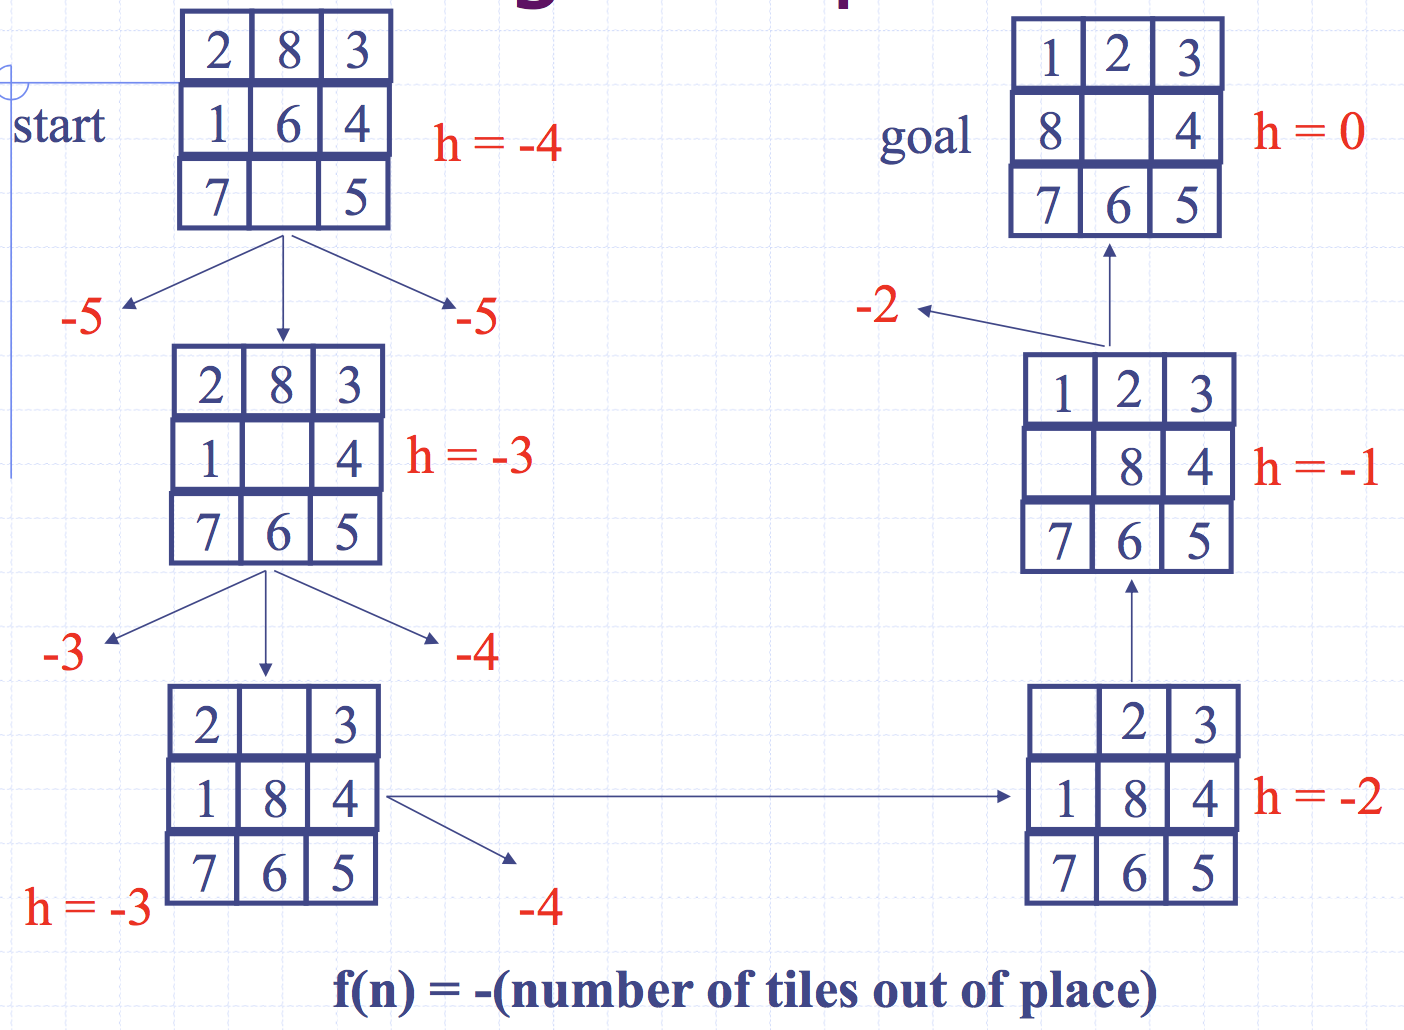 2 8 3
1 6 4
7 5
start
h = -4
-5
-5
2 8 3
1 4
7 6 5
h = -3
-3
-4
2 3
1 8 4
7 6 5
h = -3
-4
1 2 3
8 4
7 6 5
goal
h = 0
-2
1 2 3
8 4
7 6 5
h = -1
2 3
1 8 4
7 6 5
h = -2
f(n) = -(number of tiles out of place)